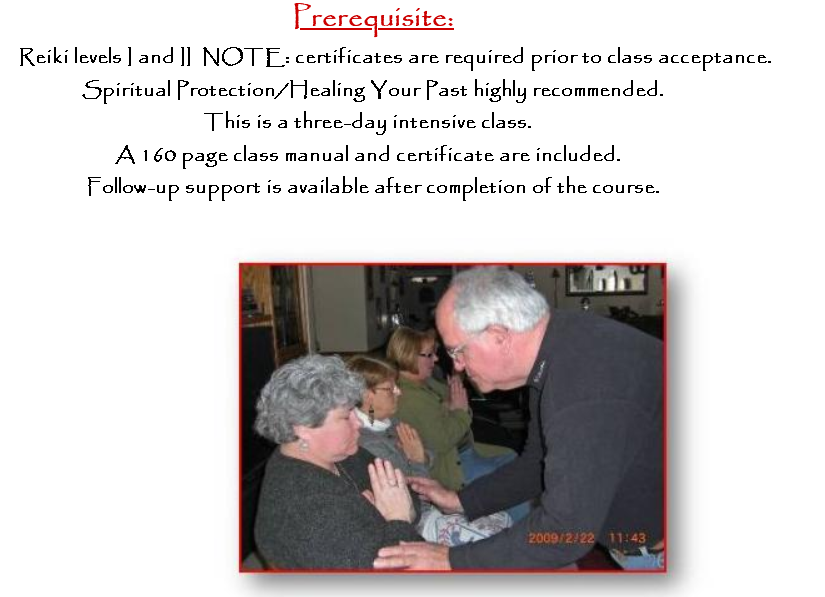 Prerequisite:
Reiki levels I and II NOTE: certificates are required prior to class acceptance.
Spiritual Protection/Healing Your Past highly recommended.
This is a three-day intensive class.
A 160 page class manual and certificate are included.
Follow-up support is available after completion of the course.
2009/2/22 11:43